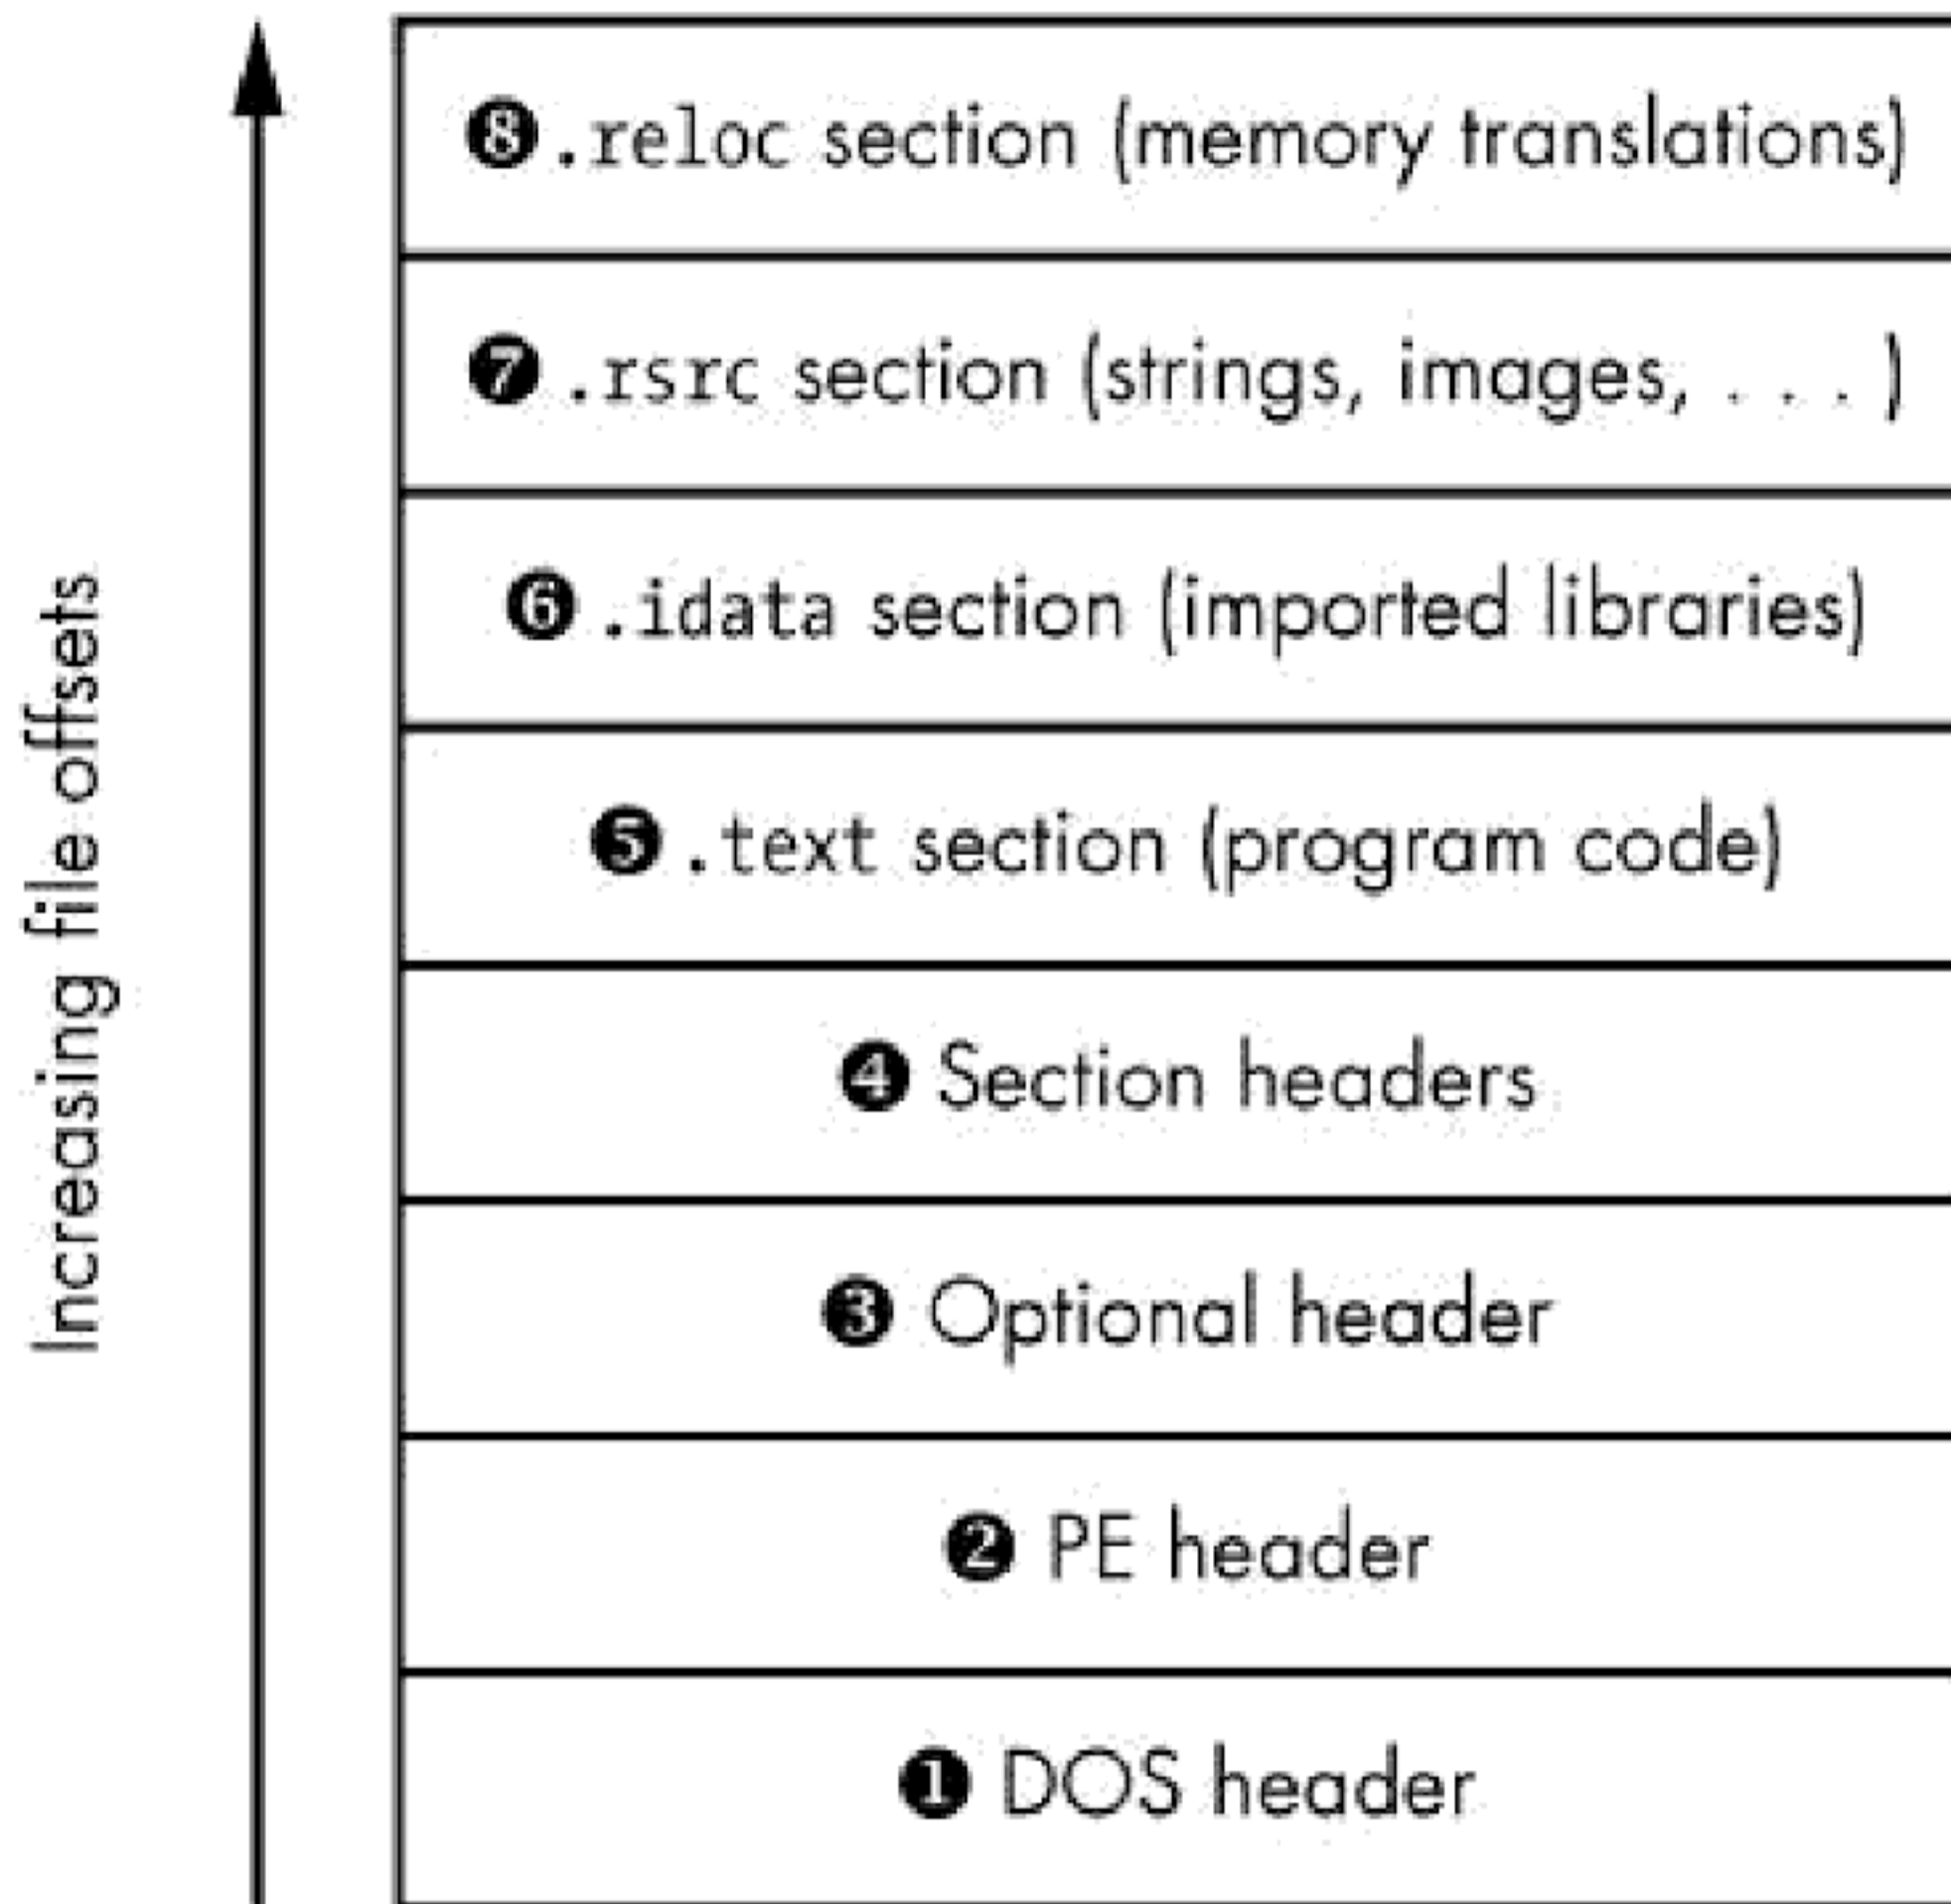 Increasing file offsets
❽ .reloc section (memory translations)
❼ .rsrc section (strings, images, . . . )
❻ .idata section (imported libraries)
❺ .text section (program code)
❹ Section headers
❸ Optional header
❷ PE header
❶ DOS header